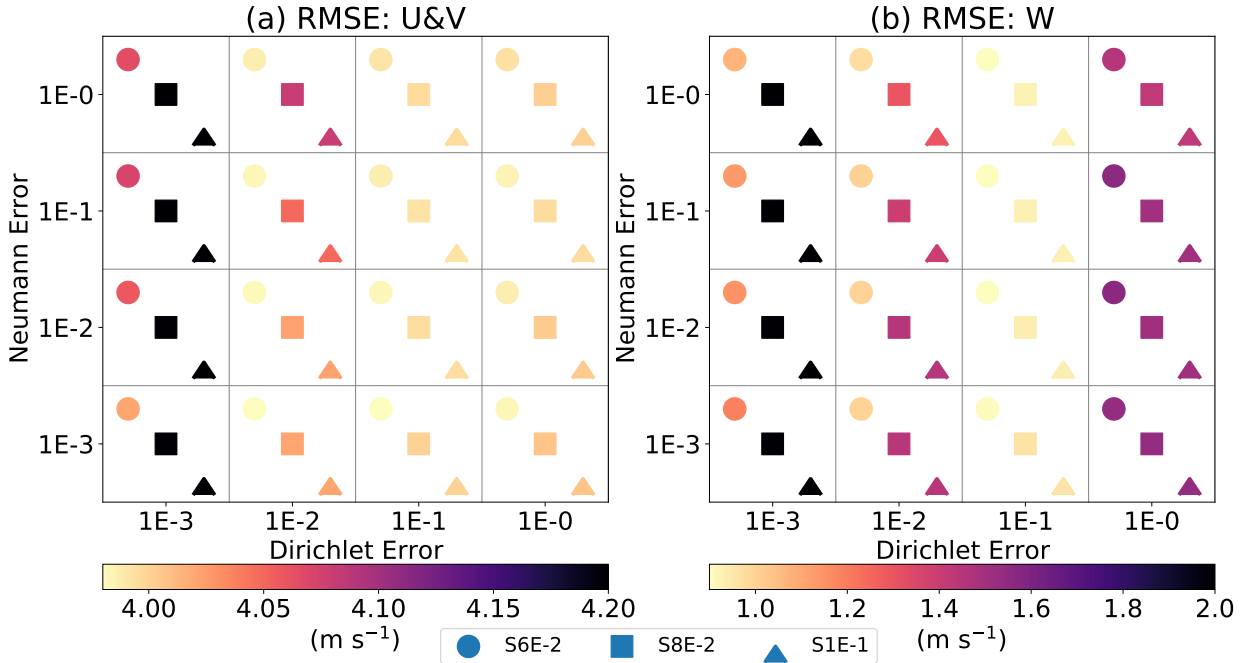 (a) RMSE: U&V
(b) RMSE: W
Neumann Error
1E-0
1E-1
1E-2
1E-3
Neumann Error
1E-0
1E-1
1E-2
1E-3
1E-3 1E-2 1E-1 1E-0
Dirichlet Error
1E-3 1E-2 1E-1 1E-0
Dirichlet Error
4.00 4.05 4.10 4.15 4.20
(m s⁻¹)
1.0 1.2 1.4 1.6 1.8 2.0
(m s⁻¹)
S6E-2 S8E-2 S1E-1